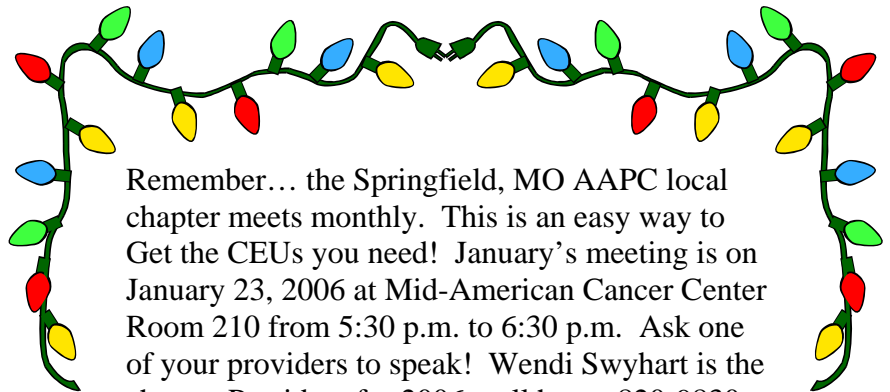 Remember… the Springfield, MO AAPC local
chapter meets monthly.  This is an easy way to
Get the CEUs you need!  January’s meeting is on
January 23, 2006 at Mid-American Cancer Center
Room 210 from 5:30 p.m. to 6:30 p.m.  Ask one
of your providers to speak!  Wendi Swyhart is the